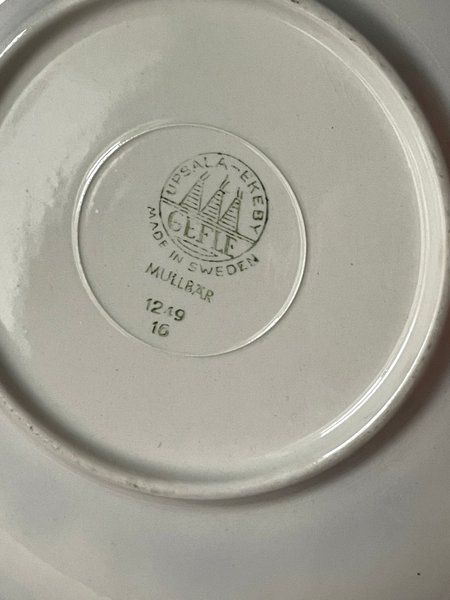 UPSALA-EKEBY
GEFLE
MADE IN SWEDEN
MULLBÄR
1249
16